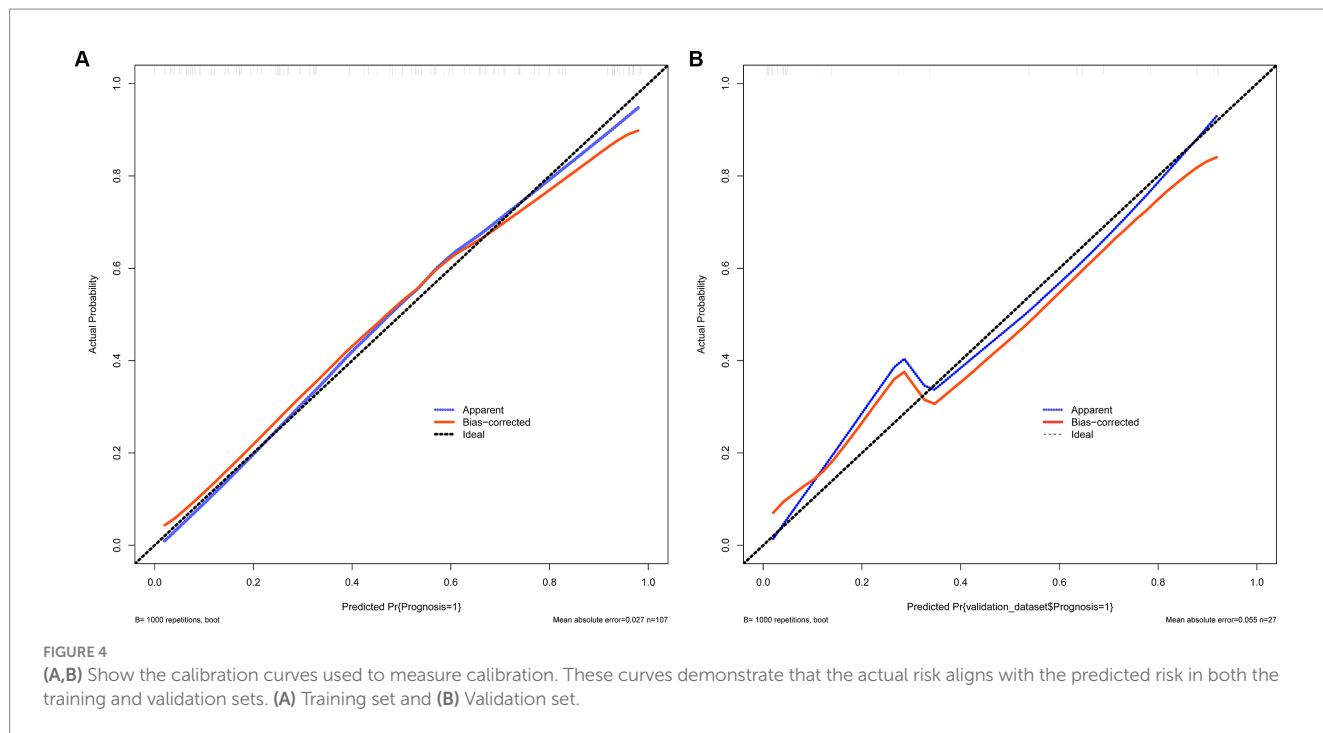 A
1.0
0.8
0.6
0.4
0.2
0.0
Actual Probability
Apparent
Bias−corrected
Ideal
0.0 0.2 0.4 0.6 0.8 1.0
Predicted Pr{Prognosis=1}
B= 1000 repetitions, boot
Mean absolute error=0.027 n=107
B
1.0
0.8
0.6
0.4
0.2
0.0
Actual Probability
Apparent
Bias−corrected
Ideal
0.0 0.2 0.4 0.6 0.8 1.0
Predicted Pr{validation_dataset$Prognosis=1}
B= 1000 repetitions, boot
Mean absolute error=0.055 n=27
FIGURE 4
(A,B) Show the calibration curves used to measure calibration. These curves demonstrate that the actual risk aligns with the predicted risk in both the
training and validation sets. (A) Training set and (B) Validation set.